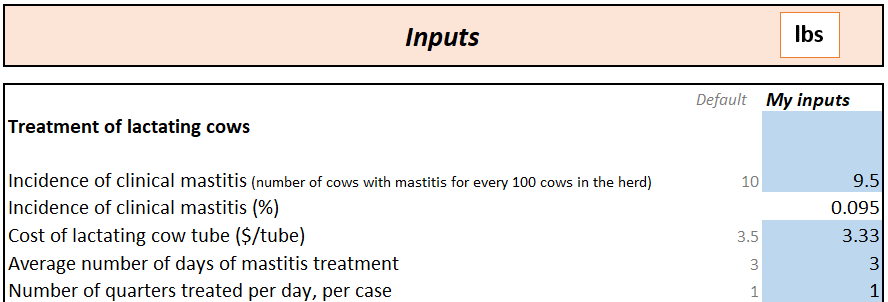 Inputs lbs
Default My inputs
Treatment of lactating cows
Incidence of clinical mastitis (number of cows with mastitis for every 100 cows in the herd) 10 9.5
Incidence of clinical mastitis (%) 0.095
Cost of lactating cow tube ($/tube) 3.5 3.33
Average number of days of mastitis treatment 3 3
Number of quarters treated per day, per case 1 1